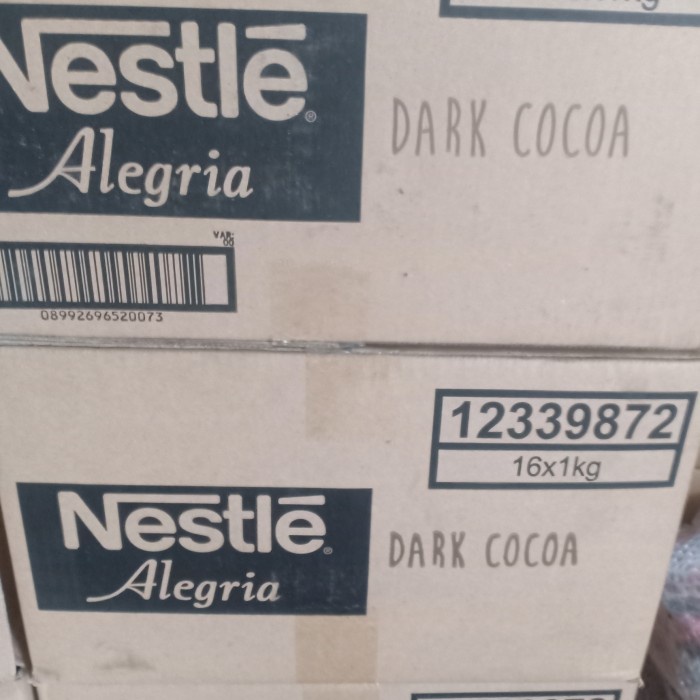 Nestlé
Alegria
DARK COCOA
VAR:
00
08992696520073
12339872
16x1kg
Nestlé
Alegria
DARK COCOA